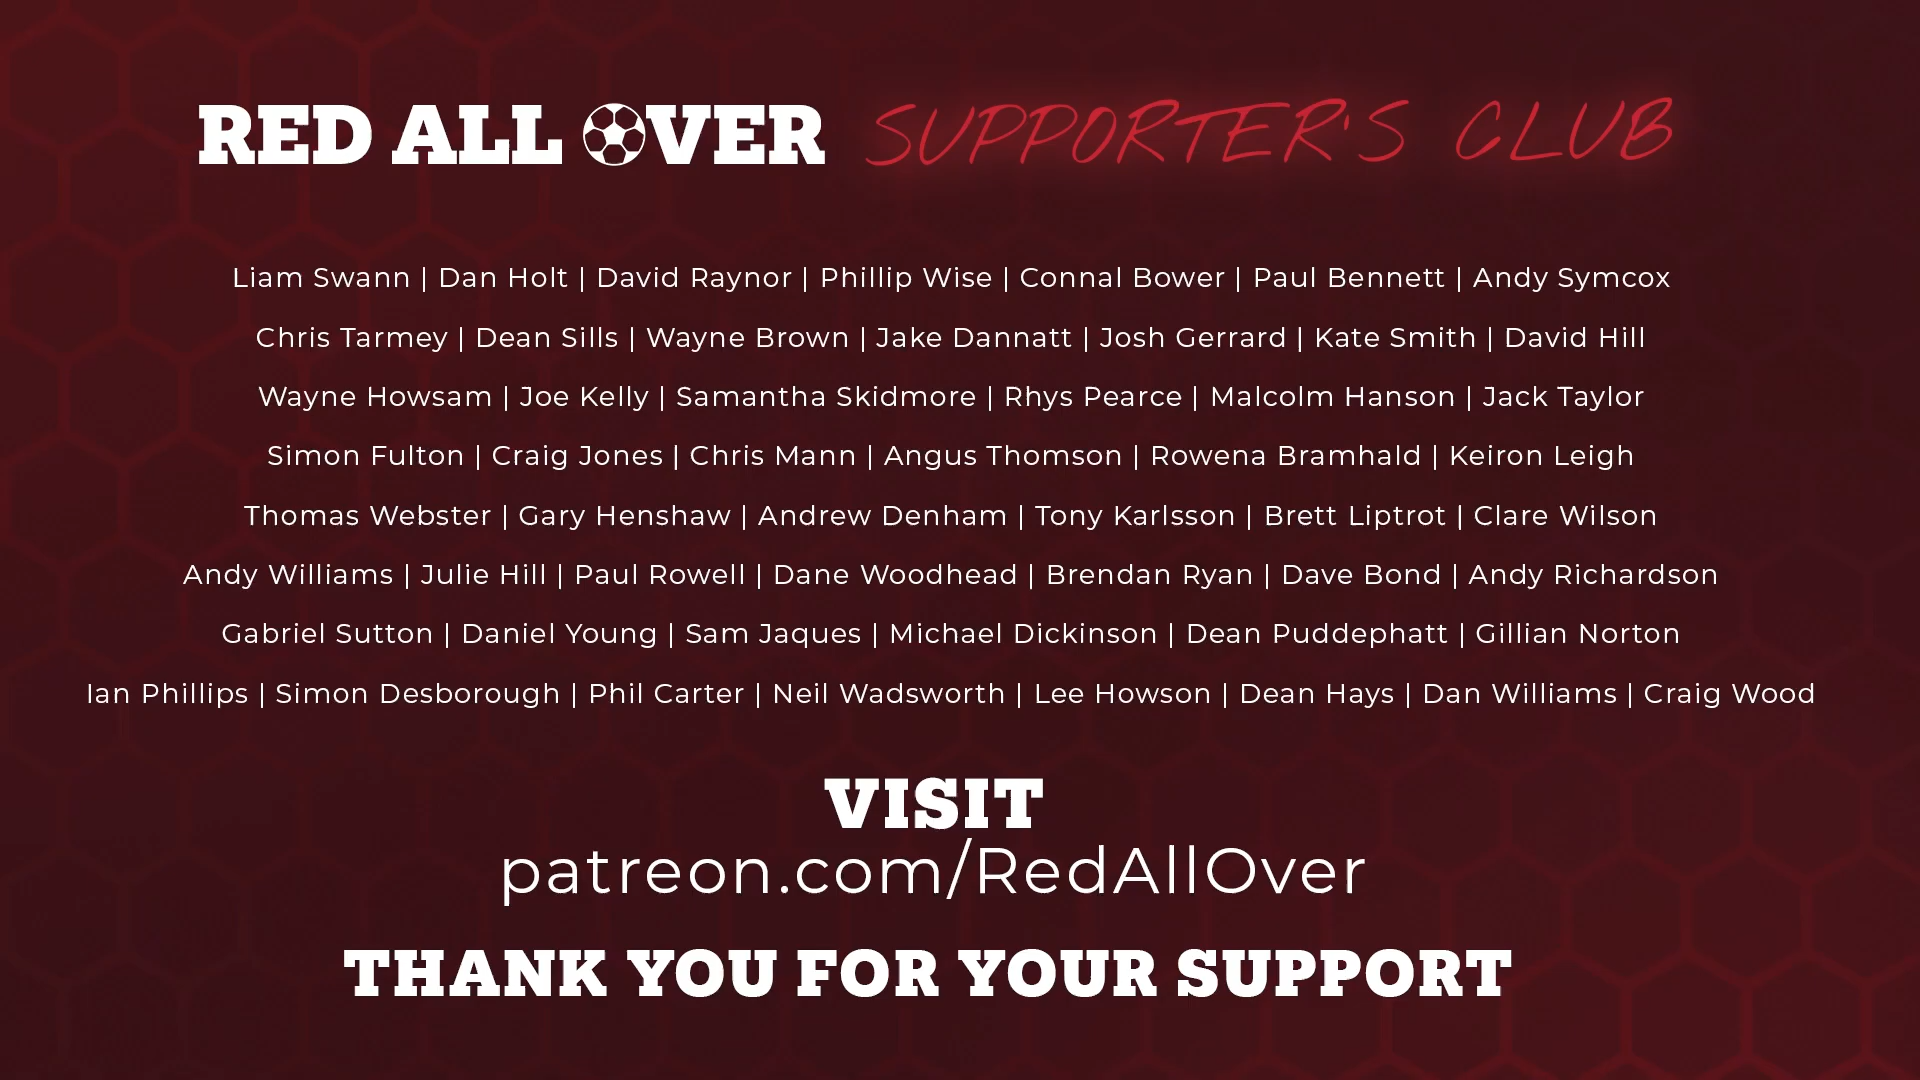 RED ALL OVER SUPPORTER'S CLUB
Liam Swann | Dan Holt | David Raynor | Phillip Wise | Connal Bower | Paul Bennett | Andy Symcox
Chris Tarmey | Dean Sills | Wayne Brown | Jake Dannatt | Josh Gerrard | Kate Smith | David Hill
Wayne Howsam | Joe Kelly | Samantha Skidmore | Rhys Pearce | Malcolm Hanson | Jack Taylor
Simon Fulton | Craig Jones | Chris Mann | Angus Thomson | Rowena Bramhald | Keiron Leigh
Thomas Webster | Gary Henshaw | Andrew Denham | Tony Karlsson | Brett Liptrot | Clare Wilson
Andy Williams | Julie Hill | Paul Rowell | Dane Woodhead | Brendan Ryan | Dave Bond | Andy Richardson
Gabriel Sutton | Daniel Young | Sam Jaques | Michael Dickinson | Dean Puddephatt | Gillian Norton
Ian Phillips | Simon Desborough | Phil Carter | Neil Wadsworth | Lee Howson | Dean Hays | Dan Williams | Craig Wood
VISIT
patreon.com/RedAllOver
THANK YOU FOR YOUR SUPPORT